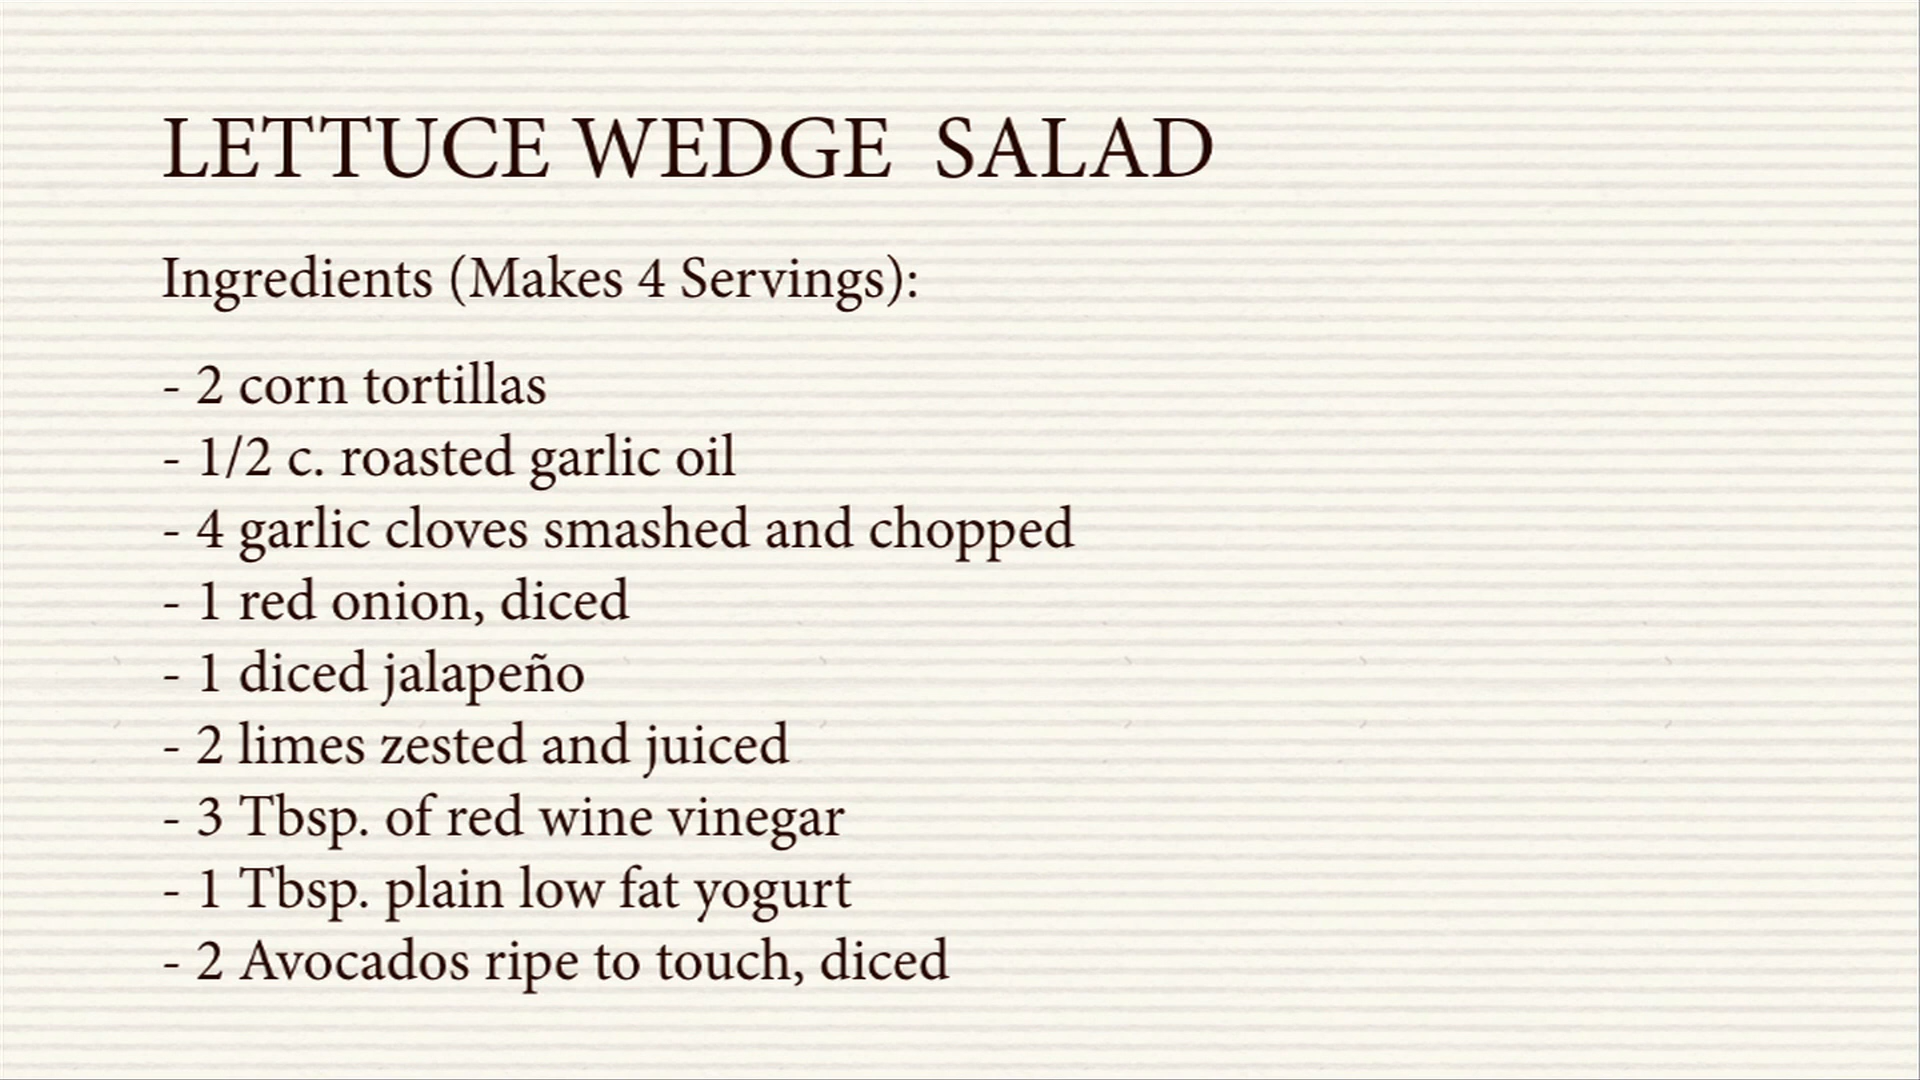 LETTUCE WEDGE SALAD
Ingredients (Makes 4 Servings):
- 2 corn tortillas
- 1/2 c. roasted garlic oil
- 4 garlic cloves smashed and chopped
- 1 red onion, diced
- 1 diced jalapeño
- 2 limes zested and juiced
- 3 Tbsp. of red wine vinegar
- 1 Tbsp. plain low fat yogurt
- 2 Avocados ripe to touch, diced